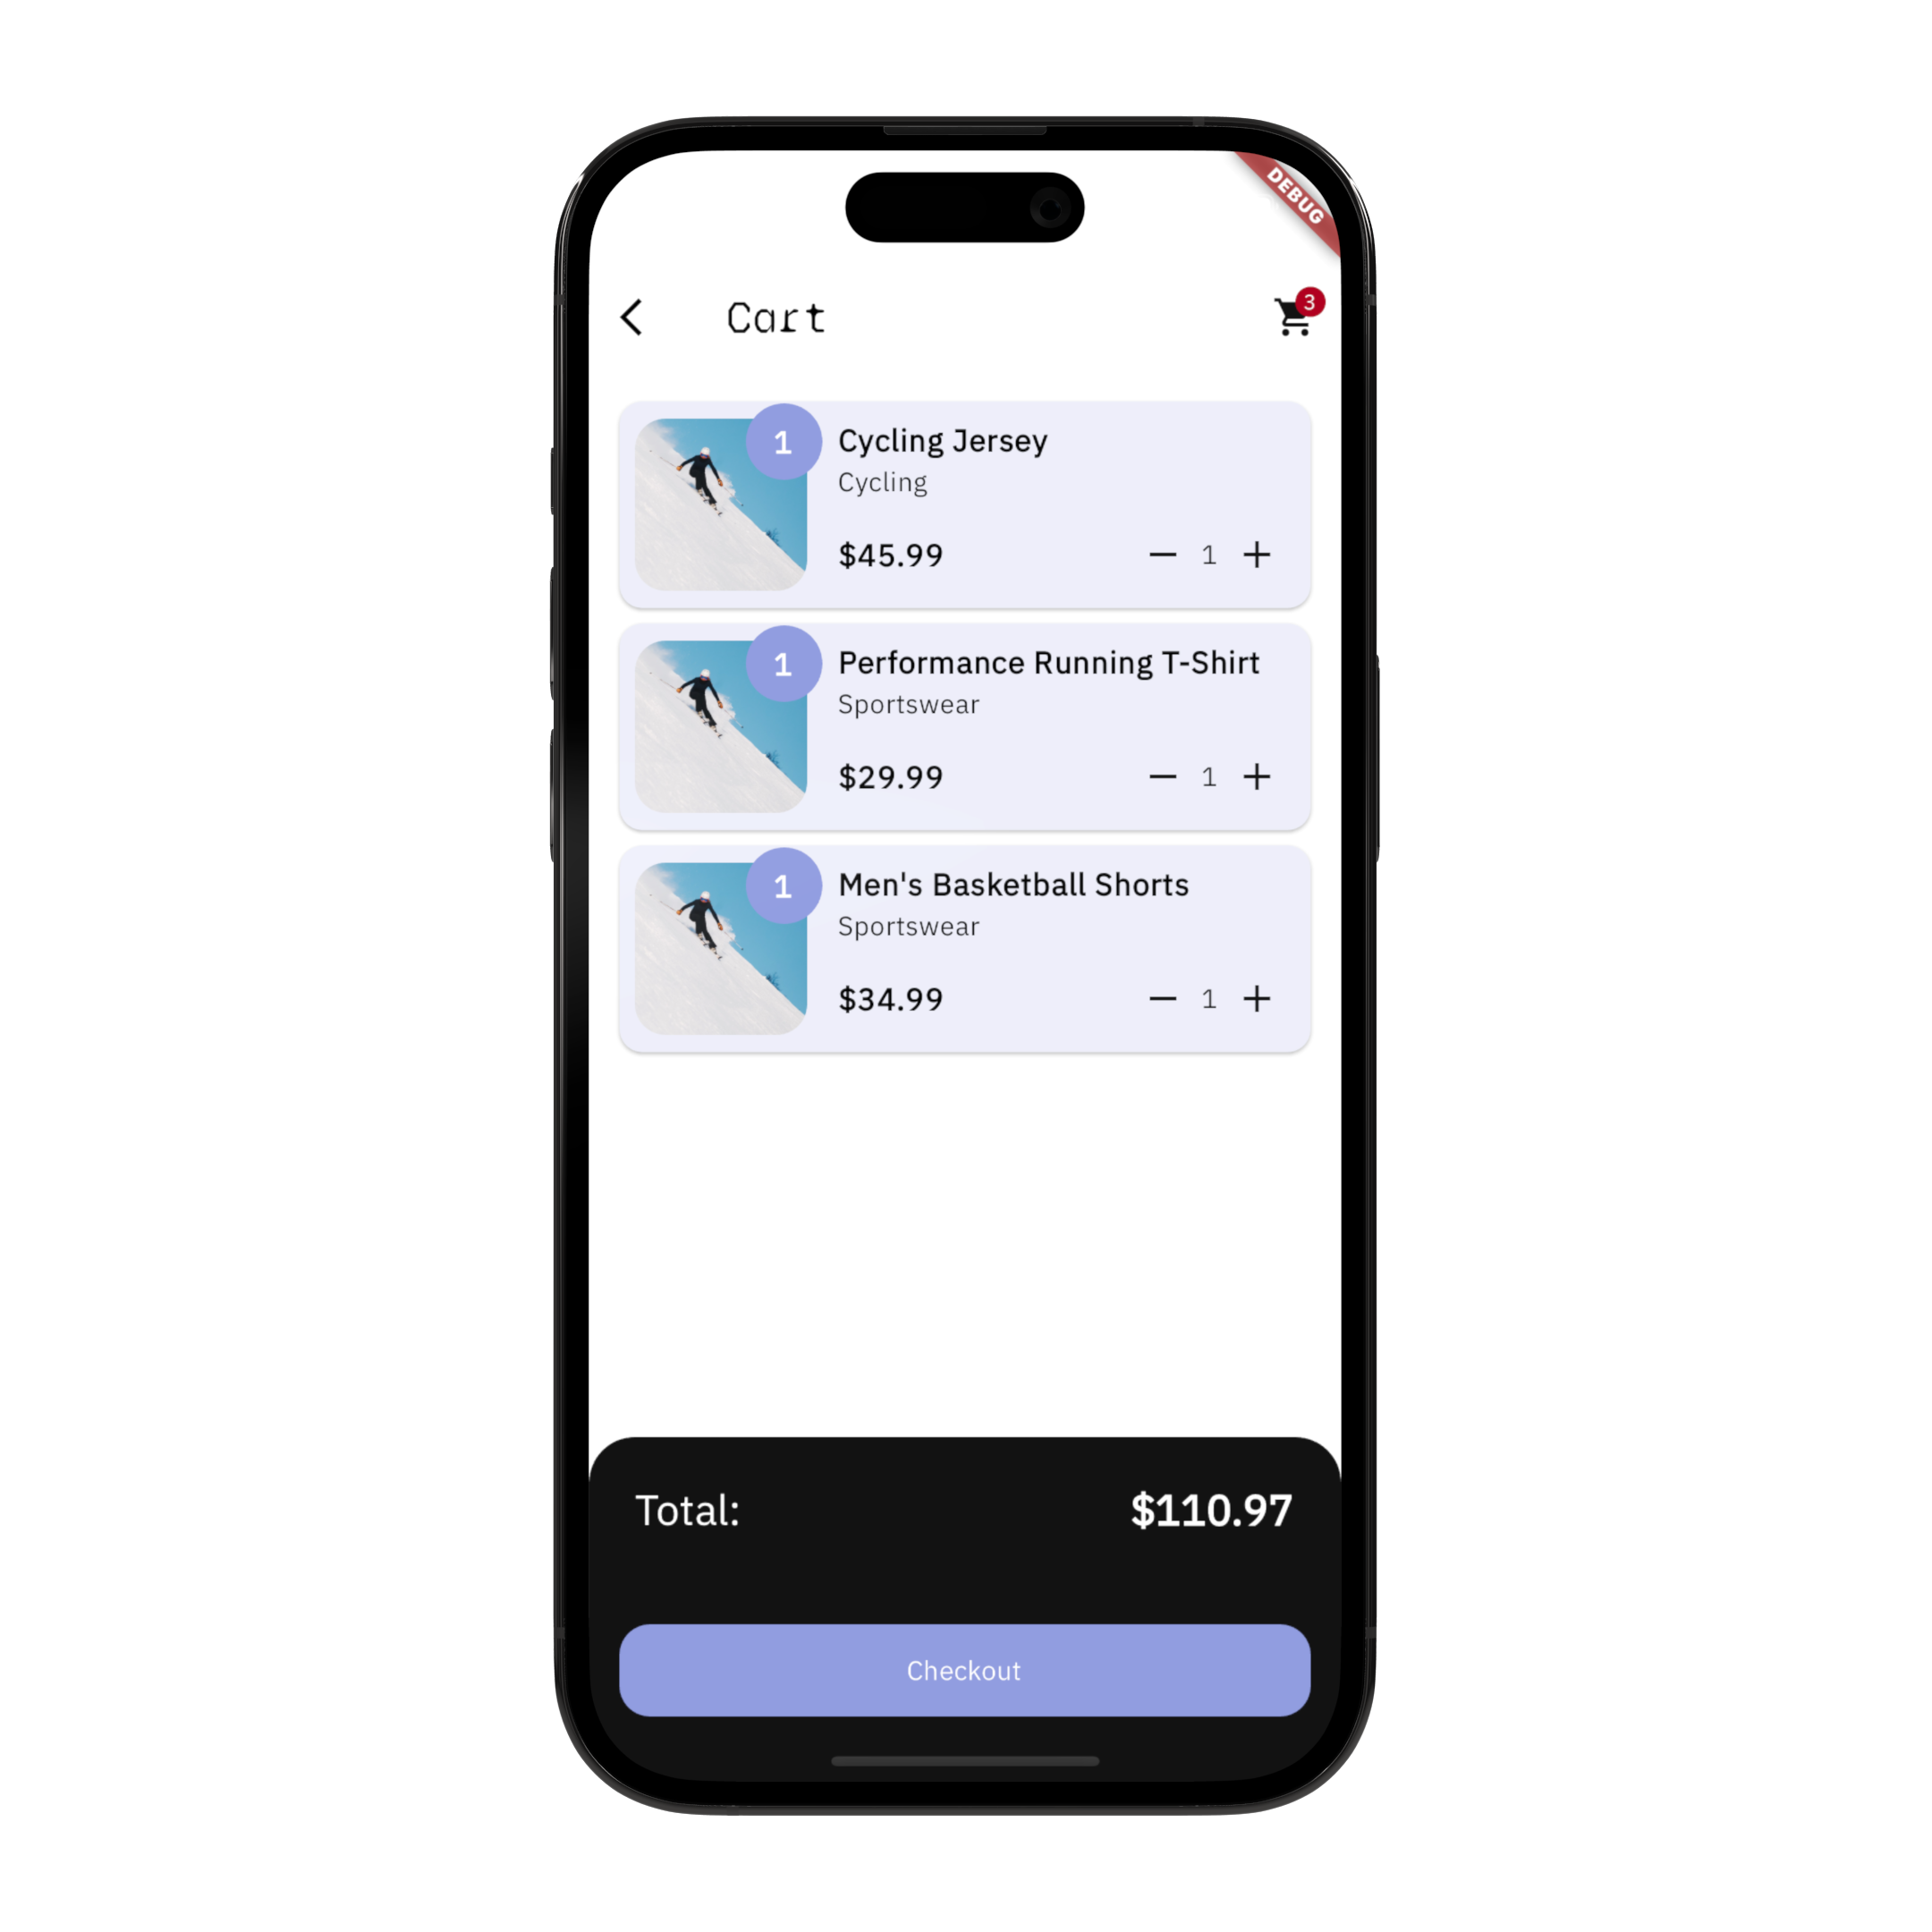 DEBUG
Cart
3
1
Cycling Jersey
Cycling
$45.99
1
1
Performance Running T-Shirt
Sportswear
$29.99
1
1
Men's Basketball Shorts
Sportswear
$34.99
1
Total:
$110.97
Checkout